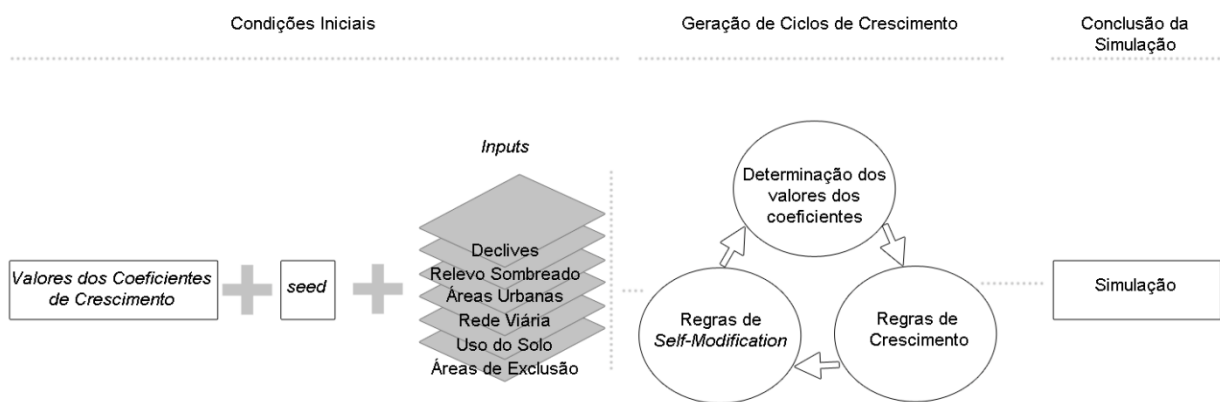 Condições Iniciais
Geração de Ciclos de Crescimento
Conclusão da
Simulação
Inputs
Declives
Relevo Sombreado
Áreas Urbanas
Rede Viária
Uso do Solo
Áreas de Exclusão
Valores dos Coeficientes
de Crescimento
seed
Determinação dos
valores dos
coeficientes
Regras de
Crescimento
Regras de
Self-Modification
Simulação